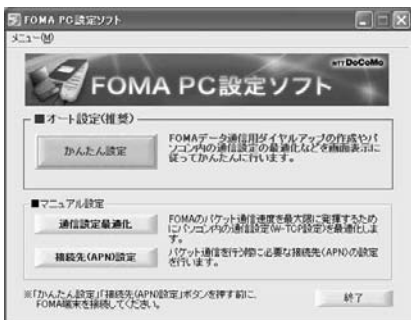 FOMA PC設定ソフト
メニュー(M)
NTT DoCoMo
FOMA PC設定ソフト
■オート設定(推奨)
かんたん設定
FOMAデータ通信用ダイヤルアップの作成やパ
ソコン内の通信設定の最適化などを画面表示に
従ってかんたんに行います。
■マニュアル設定
通信設定最適化
FOMAのパケット通信速度を最大限に発揮するため
にパソコン内の通信設定(W-TCP設定)を最適化しま
す。
接続先(APN)設定
パケット通信を行う際に必要な接続先(APN)の設定
を行います。
※「かんたん設定」「接続先(APN)設定」ボタンを押す前に、
FOMA端末を接続してください。
終了